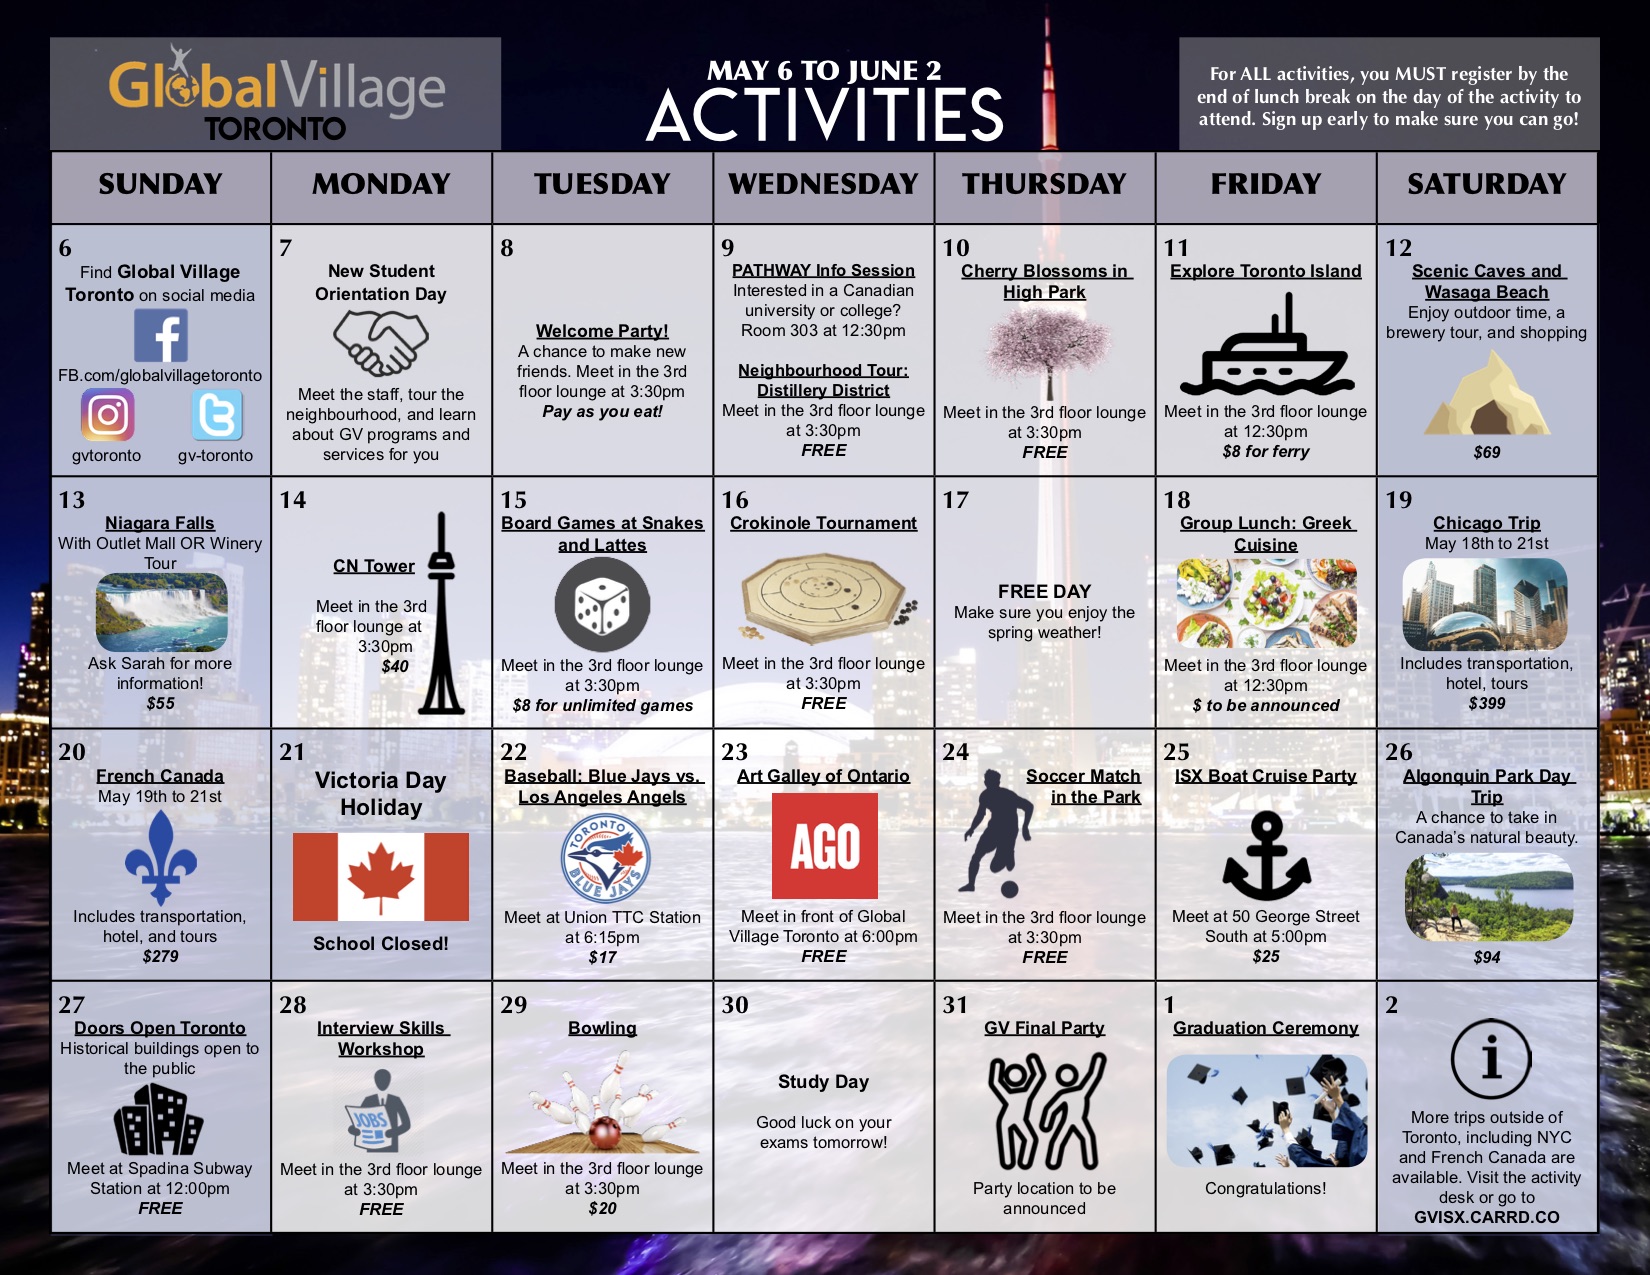 GlobalVillage
TORONTO
MAY 6 TO JUNE 2
ACTIVITIES
For ALL activities, you MUST register by the
end of lunch break on the day of the activity to
attend. Sign up early to make sure you can go!
SUNDAY
MONDAY
TUESDAY
WEDNESDAY
THURSDAY
FRIDAY
SATURDAY
6
Find Global Village
Toronto on social media
FB.com/globalvillagetoronto
gvtoronto
gv-toronto
7
New Student
Orientation Day
Meet the staff, tour the
neighbourhood, and learn
about GV programs and
services for you
8
Welcome Party!
A chance to make new
friends. Meet in the 3rd
floor lounge at 3:30pm
Pay as you eat!
9
PATHWAY Info Session
Interested in a Canadian
university or college?
Room 303 at 12:30pm
Neighbourhood Tour:
Distillery District
Meet in the 3rd floor lounge
at 3:30pm
FREE
10
Cherry Blossoms in
High Park
Meet in the 3rd floor lounge
at 3:30pm
FREE
11
Explore Toronto Island
Meet in the 3rd floor lounge
at 12:30pm
$8 for ferry
12
Scenic Caves and
Wasaga Beach
Enjoy outdoor time, a
brewery tour, and shopping
$69
13
Niagara Falls
With Outlet Mall OR Winery
Tour
Ask Sarah for more
information!
$55
14
CN Tower
Meet in the 3rd
floor lounge at
3:30pm
$40
15
Board Games at Snakes
and Lattes
Meet in the 3rd floor lounge
at 3:30pm
$8 for unlimited games
16
Crokinole Tournament
Meet in the 3rd floor lounge
at 3:30pm
FREE
17
FREE DAY
Make sure you enjoy the
spring weather!
18
Group Lunch: Greek
Cuisine
Meet in the 3rd floor lounge
at 12:30pm
$ to be announced
19
Chicago Trip
May 18th to 21st
Includes transportation,
hotel, tours
$399
20
French Canada
May 19th to 21st
Includes transportation,
hotel, and tours
$279
21
Victoria Day
Holiday
School Closed!
22
Baseball: Blue Jays vs.
Los Angeles Angels
TORONTO
BLUE JAYS
Meet at Union TTC Station
at 6:15pm
$17
23
Art Galley of Ontario
AGO
Meet in front of Global
Village Toronto at 6:00pm
FREE
24
Soccer Match
in the Park
Meet in the 3rd floor lounge
at 3:30pm
FREE
25
ISX Boat Cruise Party
Meet at 50 George Street
South at 5:00pm
$25
26
Algonquin Park Day
Trip
A chance to take in
Canada's natural beauty.
$94
27
Doors Open Toronto
Historical buildings open to
the public
Meet at Spadina Subway
Station at 12:00pm
FREE
28
Interview Skills
Workshop
JOBS
Meet in the 3rd floor lounge
at 3:30pm
FREE
29
Bowling
Meet in the 3rd floor lounge
at 3:30pm
$20
30
Study Day
Good luck on your
exams tomorrow!
31
GV Final Party
Party location to be
announced
1
Graduation Ceremony
Congratulations!
2
i
More trips outside of
Toronto, including NYC
and French Canada are
available. Visit the activity
desk or go to
GVISX.CARRD.CO